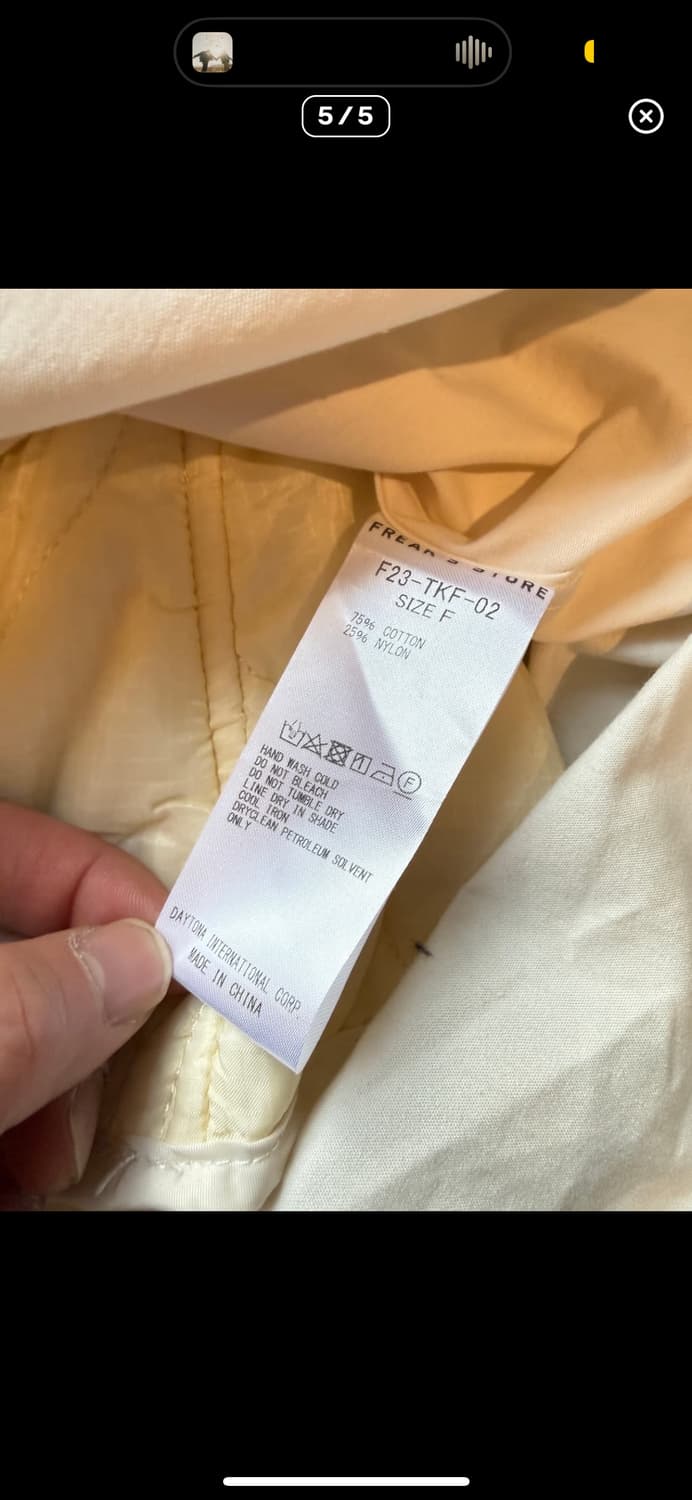 5/5
FREAK'S STORE
F23-TKF-02
SIZE F
75% COTTON
25% NYLON
F
HAND WASH COLD
DO NOT BLEACH
DO NOT TUMBLE DRY
LINE DRY IN SHADE
COOL IRON
DRYCLEAN PETROLEUM SOLVENT
ONLY
DAYTONA INTERNATIONAL CORP.
MADE IN CHINA